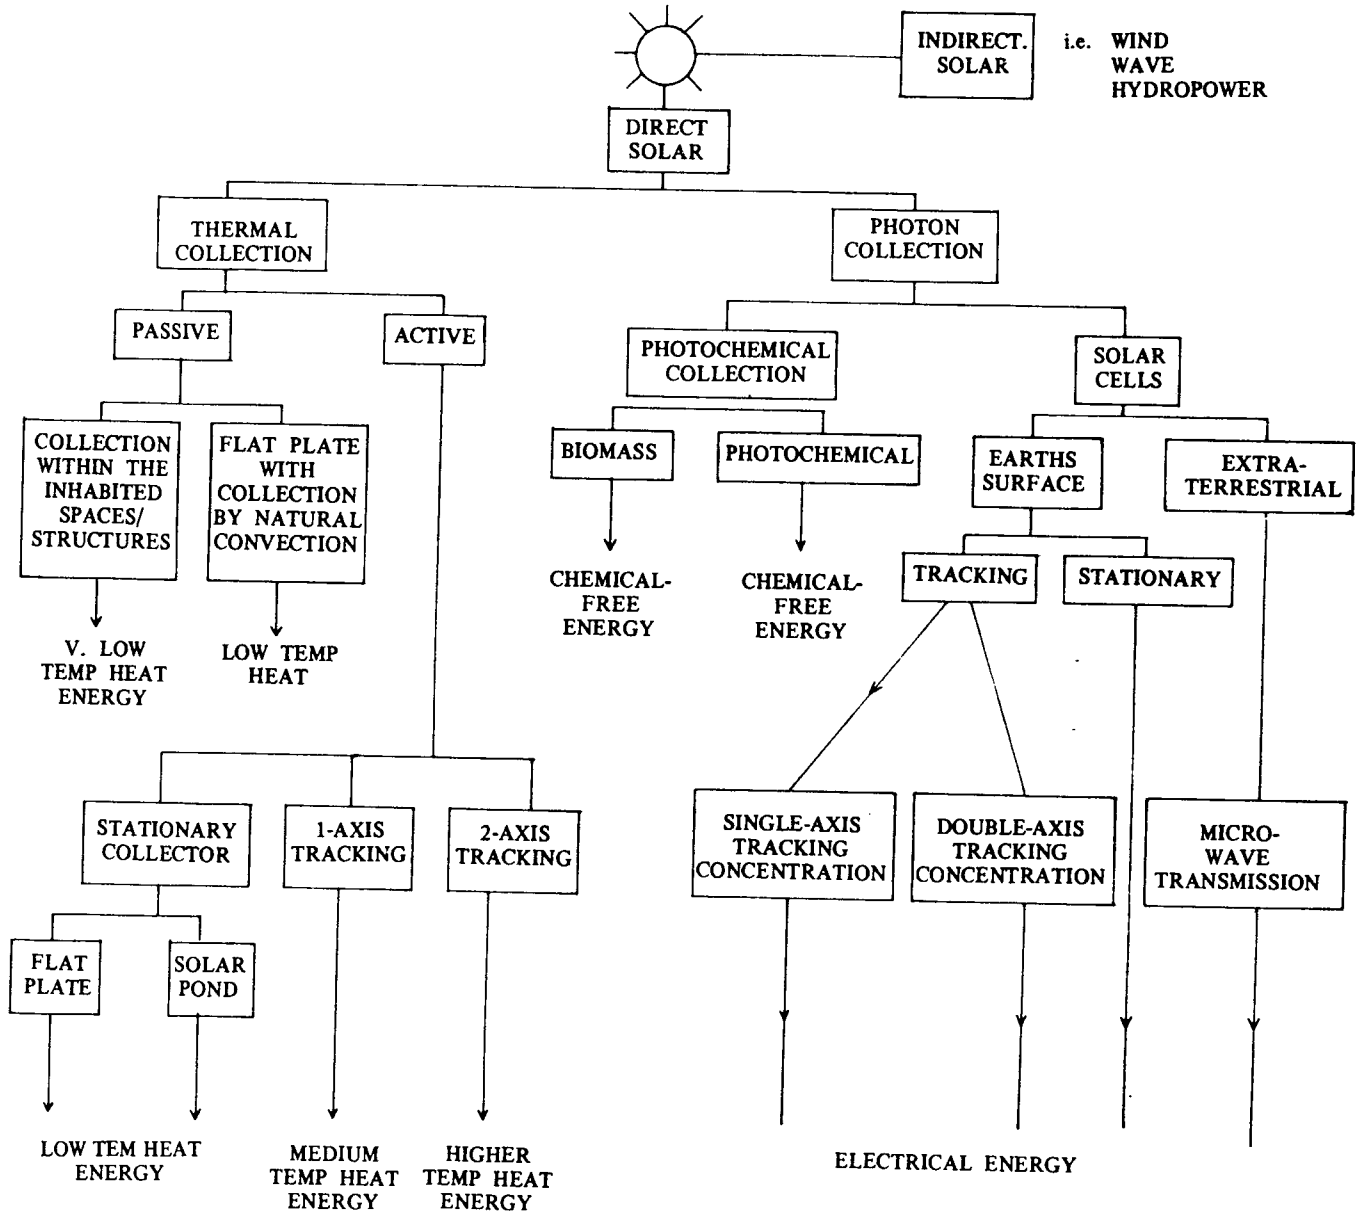 INDIRECT.
SOLAR
i.e. WIND
WAVE
HYDROPOWER
DIRECT
SOLAR
THERMAL
COLLECTION
PHOTON
COLLECTION
PASSIVE
ACTIVE
PHOTOCHEMICAL
COLLECTION
SOLAR
CELLS
COLLECTION
WITHIN THE
INHABITED
SPACES/
STRUCTURES
FLAT PLATE
WITH
COLLECTION
BY NATURAL
CONVECTION
BIOMASS
PHOTOCHEMICAL
EARTHS
SURFACE
EXTRA-
TERRESTRIAL
TRACKING
STATIONARY
CHEMICAL-
FREE
ENERGY
CHEMICAL-
FREE
ENERGY
V. LOW
TEMP HEAT
ENERGY
LOW TEMP
HEAT
STATIONARY
COLLECTOR
1-AXIS
TRACKING
2-AXIS
TRACKING
SINGLE-AXIS
TRACKING
CONCENTRATION
DOUBLE-AXIS
TRACKING
CONCENTRATION
MICRO-
WAVE
TRANSMISSION
FLAT
PLATE
SOLAR
POND
LOW TEM HEAT
ENERGY
MEDIUM
TEMP HEAT
ENERGY
HIGHER
TEMP HEAT
ENERGY
ELECTRICAL ENERGY